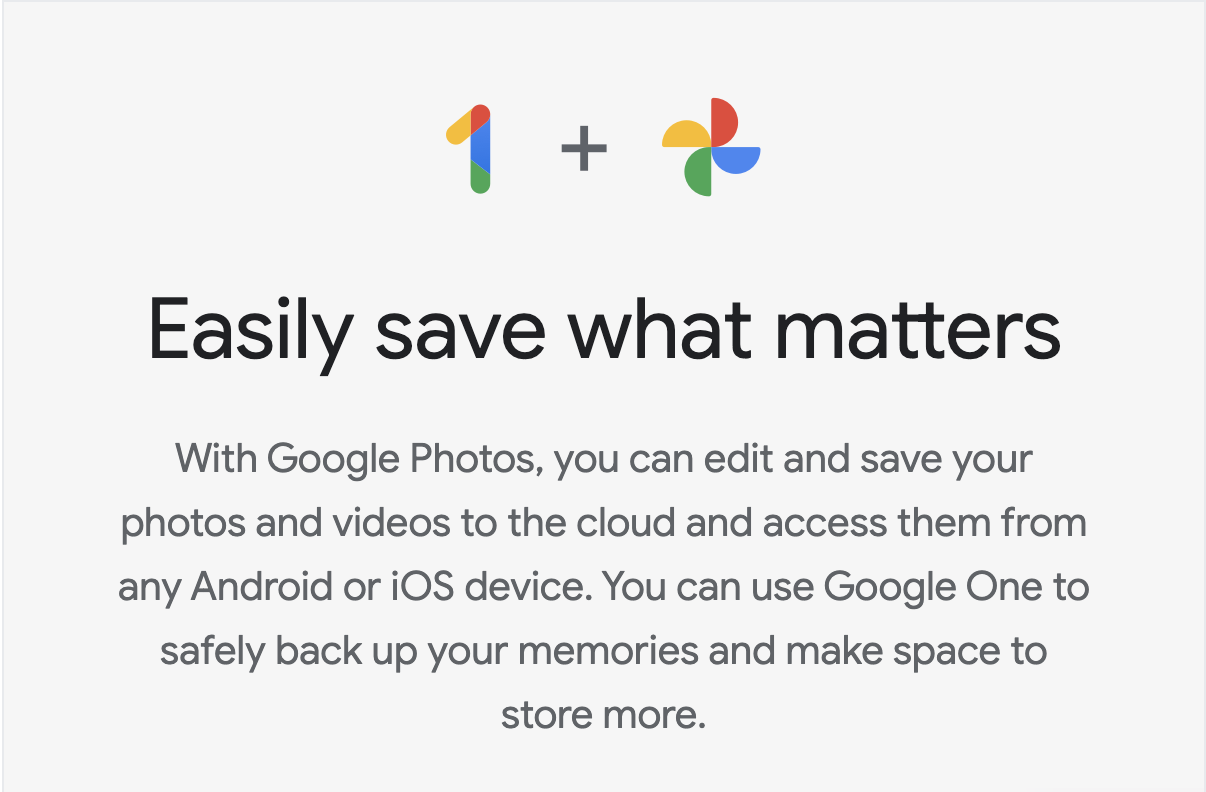 1 +
Easily save what matters
With Google Photos, you can edit and save your
photos and videos to the cloud and access them from
any Android or iOS device. You can use Google One to
safely back up your memories and make space to
store more.